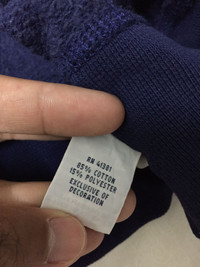 RN 41381
85% COTTON
15% POLYESTER
EXCLUSIVE OF
DECORATION